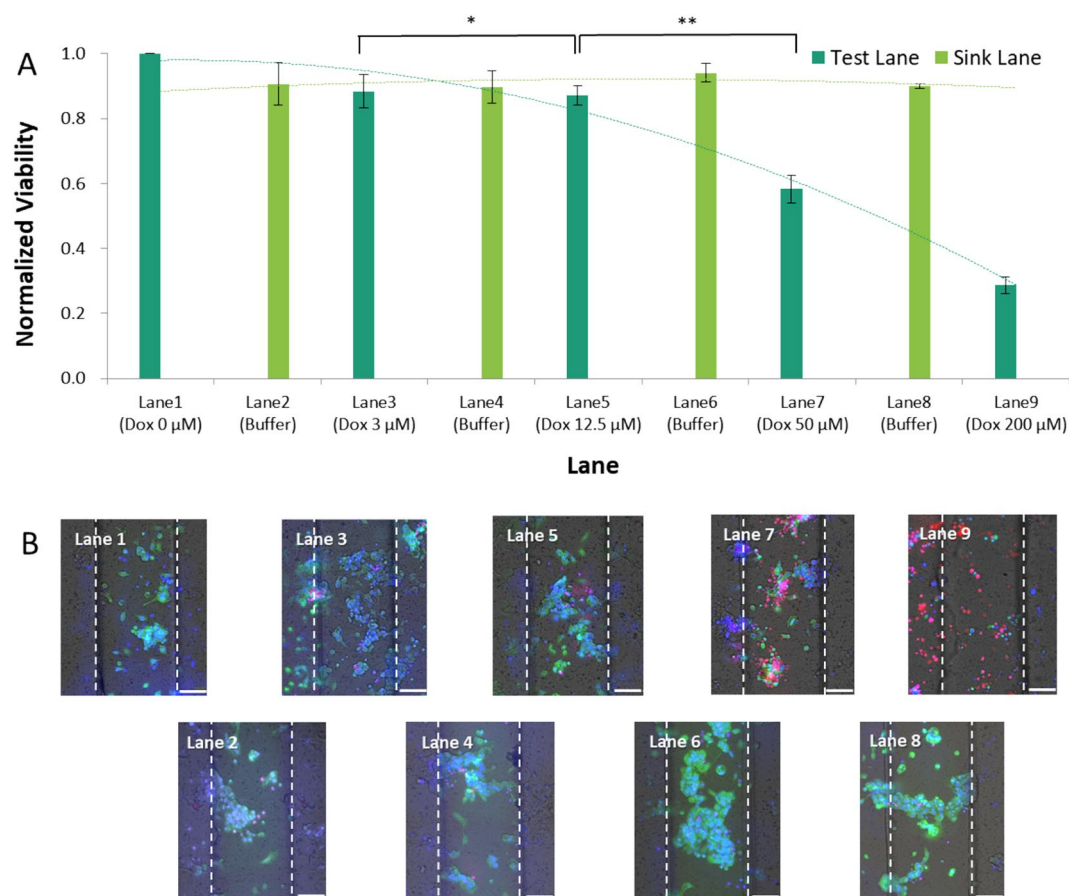 A
* **
Test Lane Sink Lane
Normalized Viability
1.0
0.8
0.6
0.4
0.2
0.0
Lane1 Lane2 Lane3 Lane4 Lane5 Lane6 Lane7 Lane8 Lane9
(Dox 0 μM) (Buffer) (Dox 3 μM) (Buffer) (Dox 12.5 μM) (Buffer) (Dox 50 μM) (Buffer) (Dox 200 μM)
Lane
B
Lane 1 Lane 3 Lane 5 Lane 7 Lane 9
Lane 2 Lane 4 Lane 6 Lane 8